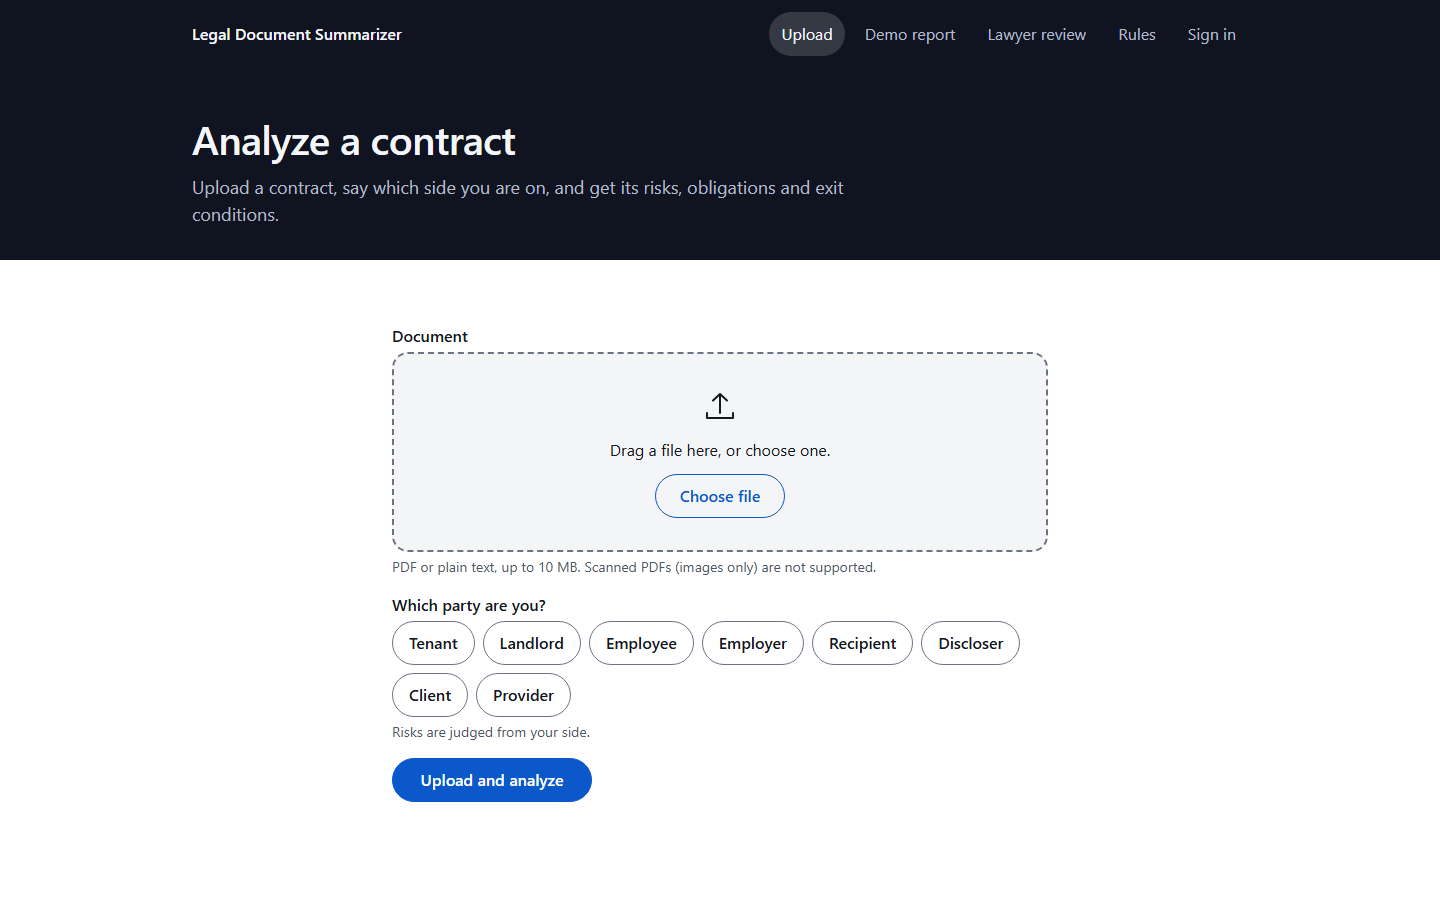 Legal Document Summarizer
Upload
Demo report
Lawyer review
Rules
Sign in
Analyze a contract
Upload a contract, say which side you are on, and get its risks, obligations and exit
conditions.
Document
Drag a file here, or choose one.
Choose file
PDF or plain text, up to 10 MB. Scanned PDFs (images only) are not supported.
Which party are you?
Tenant
Landlord
Employee
Employer
Recipient
Discloser
Client
Provider
Risks are judged from your side.
Upload and analyze